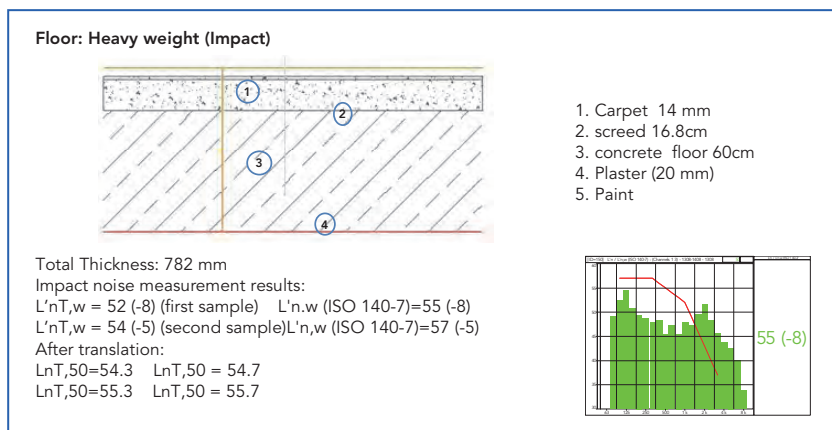 Floor: Heavy weight (Impact)
1
2
3
4
1. Carpet 14 mm
2. screed 16.8cm
3. concrete floor 60cm
4. Plaster (20 mm)
5. Paint
Total Thickness: 782 mm
Impact noise measurement results:
L'nT,w = 52 (-8) (first sample) L'n.w (ISO 140-7)=55 (-8)
L'nT,w = 54 (-5) (second sample)L'n,w (ISO 140-7)=57 (-5)
After translation:
LnT,50=54.3 LnT,50 = 54.7
LnT,50=55.3 LnT,50 = 55.7
55 (-8)